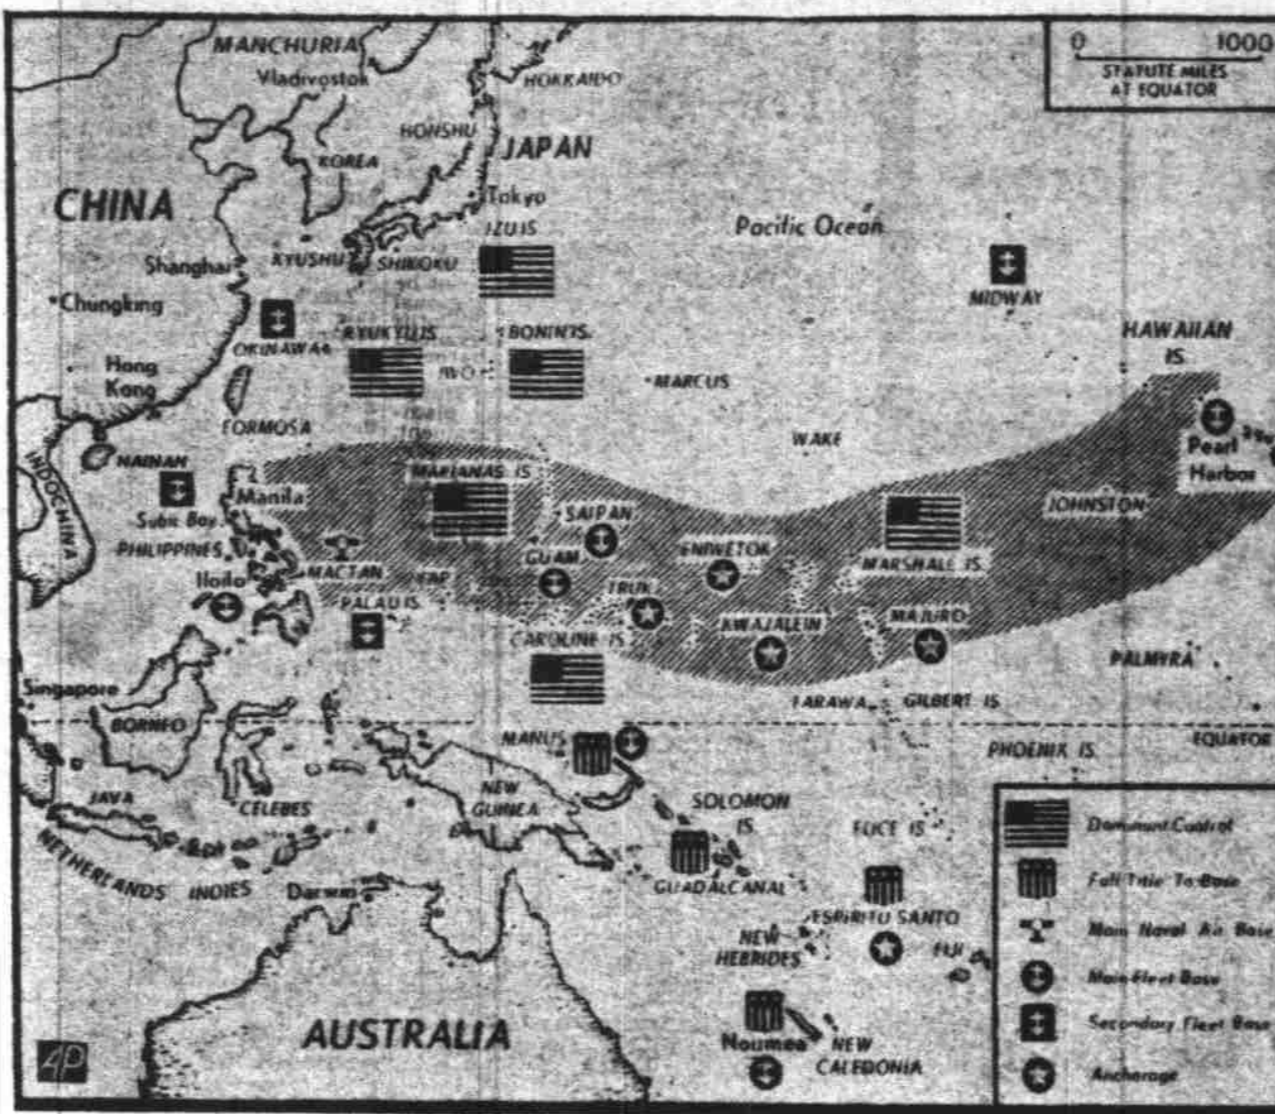 0 1000
STATUTE MILES
AT EQUATOR
MANCHURIA
Vladivostok
HOKKAIDO
HONSHU
JAPAN
KOREA
CHINA
Tokyo
IZU IS
Pacific Ocean
Shanghai
KYUSHU
SHIKOKU
Chungking
MIDWAY
OKINAWA
RYUKYU IS.
BONIN IS.
HAWAIIAN
IS.
Hong
Kong
IWO
MARCUS
FORMOSA
WAKE
Pearl
Harbor
HAINAN
INDOCHINA
MARIANAS IS
Manila
JOHNSTON
Subic Bay
SAIPAN
PHILIPPINES
GUAM
ENIWETOK
MARSHALL IS.
Iloilo
MACTAN
YAP
PALAU IS.
TRUK
CAROLINE IS
KWAJALEIN
MAJURO
PALMYRA
Singapore
TARAWA
GILBERT IS.
BORNEO
MANUS
EQUATOR
PHOENIX IS.
JAVA
CELEBES
NEW
GUINEA
SOLOMON
IS.
ELICE IS
NETHERLANDS INDIES
Darwin
GUADALCANAL
ESPIRITU SANTO
NEW
HEBRIDES
FIJI
AUSTRALIA
Noumea
NEW
CALEDONIA
AP
Dominant Control
Full Title To Base
Main Naval Air Base
Main Fleet Base
Secondary Fleet Base
Anchorage